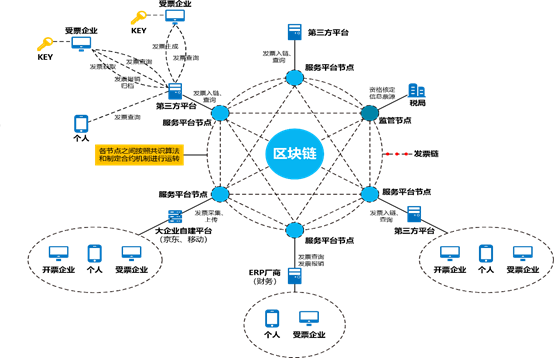 受票企业
KEY
受票企业
KEY
发票生成
发票查询
发票查询
发票报销
归档
第三方平台
发票入链、
查询
服务平台节点
个人
发票查询
第三方平台
发票入链、
查询
服务平台节点
资格核定
税局
监管节点
各节点之间按照共识算法
和制定合约机制进行运转
区块链
发票链
服务平台节点
发票采集、
上传
大企业自建平台
(京东、移动)
服务平台节点
发票查询
发票报销
ERP厂商
(财务)
服务平台节点
发票入链、
查询
第三方平台
开票企业
个人
受票企业
个人
受票企业
开票企业
个人
受票企业